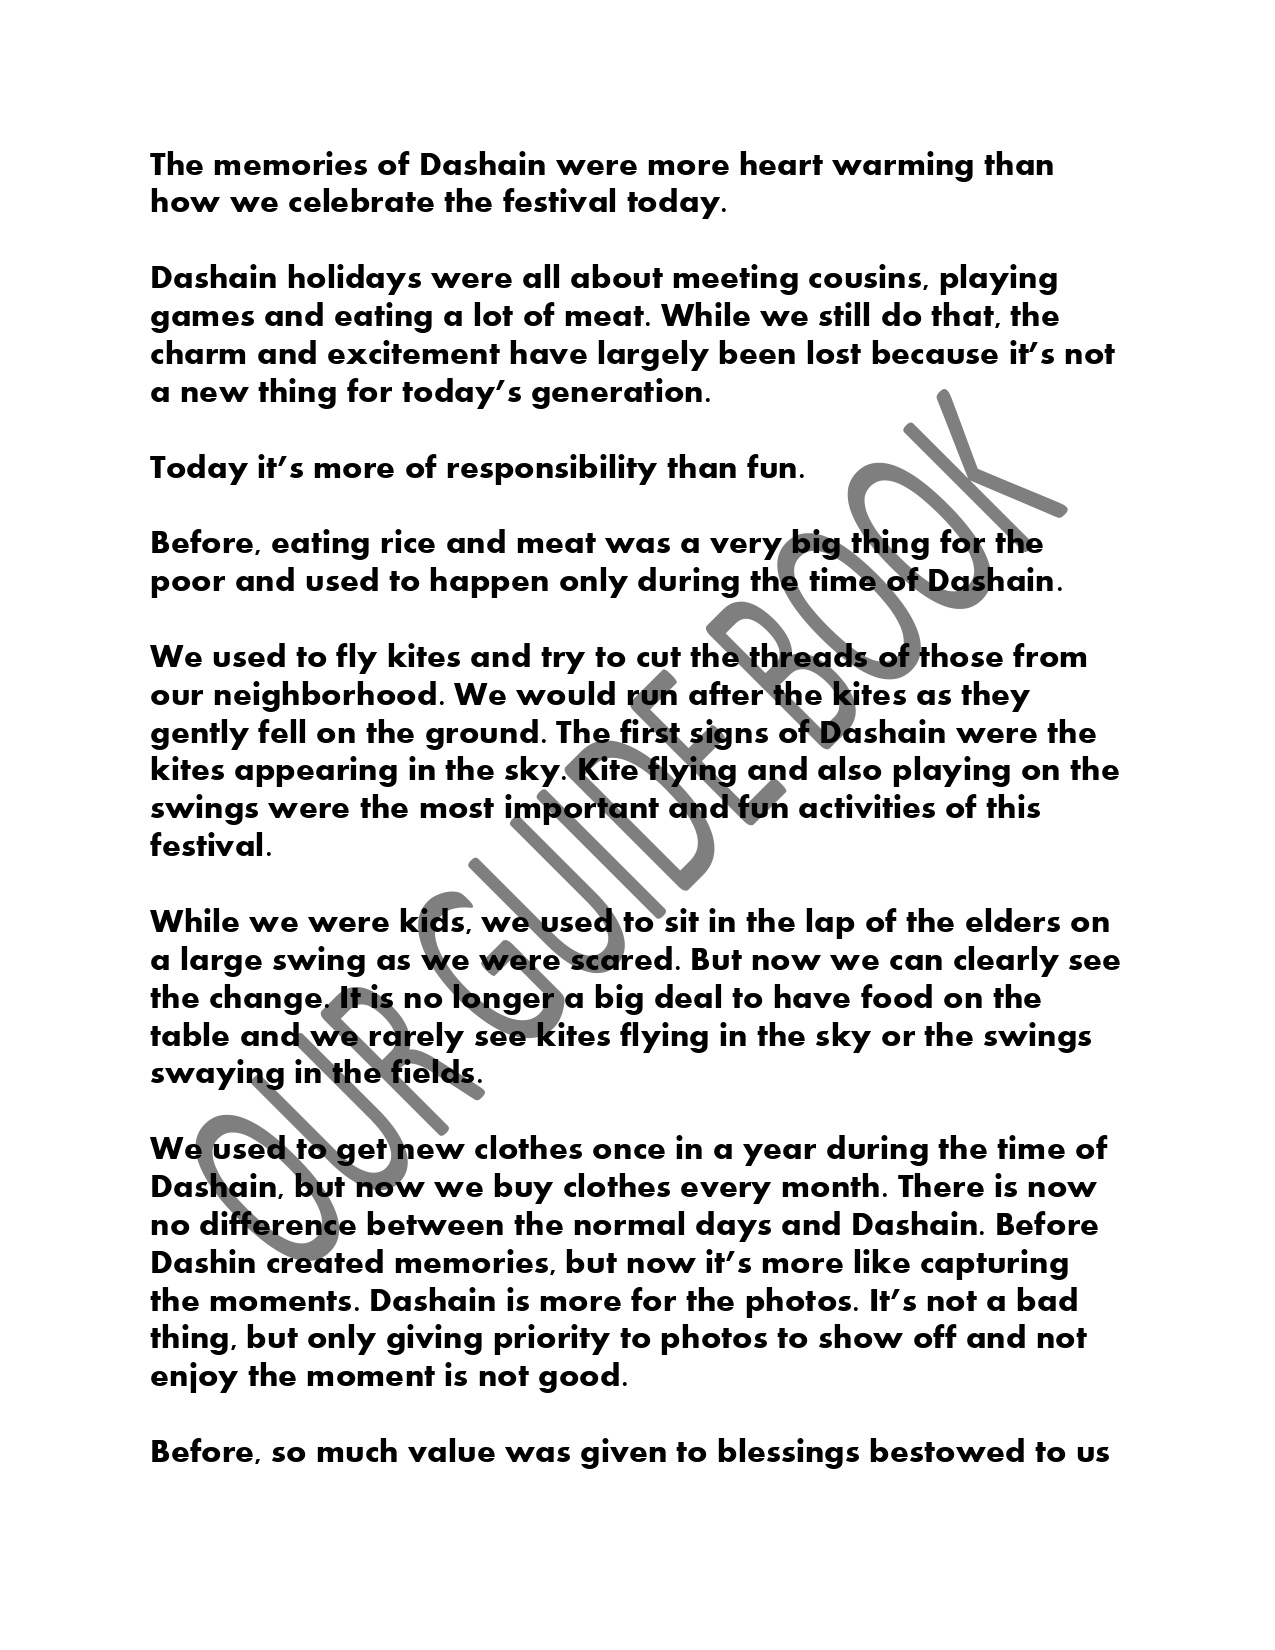 The memories of Dashain were more heart warming than
how we celebrate the festival today.
Dashain holidays were all about meeting cousins, playing
games and eating a lot of meat. While we still do that, the
charm and excitement have largely been lost because it’s not
a new thing for today’s generation.
Today it’s more of responsibility than fun.
Before, eating rice and meat was a very big thing for the
poor and used to happen only during the time of Dashain.
We used to fly kites and try to cut the threads of those from
our neighborhood. We would run after the kites as they
gently fell on the ground. The first signs of Dashain were the
kites appearing in the sky. Kite flying and also playing on the
swings were the most important and fun activities of this
festival.
While we were kids, we used to sit in the lap of the elders on
a large swing as we were scared. But now we can clearly see
the change. It is no longer a big deal to have food on the
table and we rarely see kites flying in the sky or the swings
swaying in the fields.
We used to get new clothes once in a year during the time of
Dashain, but now we buy clothes every month. There is now
no difference between the normal days and Dashain. Before
Dashin created memories, but now it’s more like capturing
the moments. Dashain is more for the photos. It’s not a bad
thing, but only giving priority to photos to show off and not
enjoy the moment is not good.
Before, so much value was given to blessings bestowed to us
OUR GUIDE BOOK